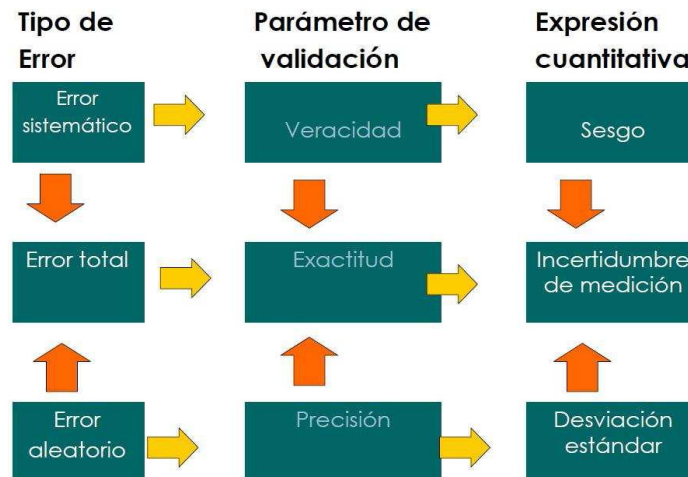 Tipo de
Error
Parámetro de
validación
Expresión
cuantitativa
Error
sistemático
Veracidad
Sesgo
Error total
Exactitud
Incertidumbre
de medición
Error
aleatorio
Precisión
Desviación
estándar